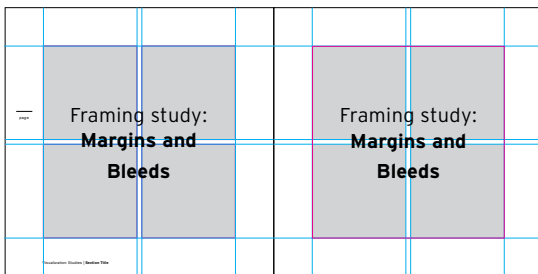 page
Framing study:
Margins and
Bleeds
Visualization Studies | Section Title
Framing study:
Margins and
Bleeds